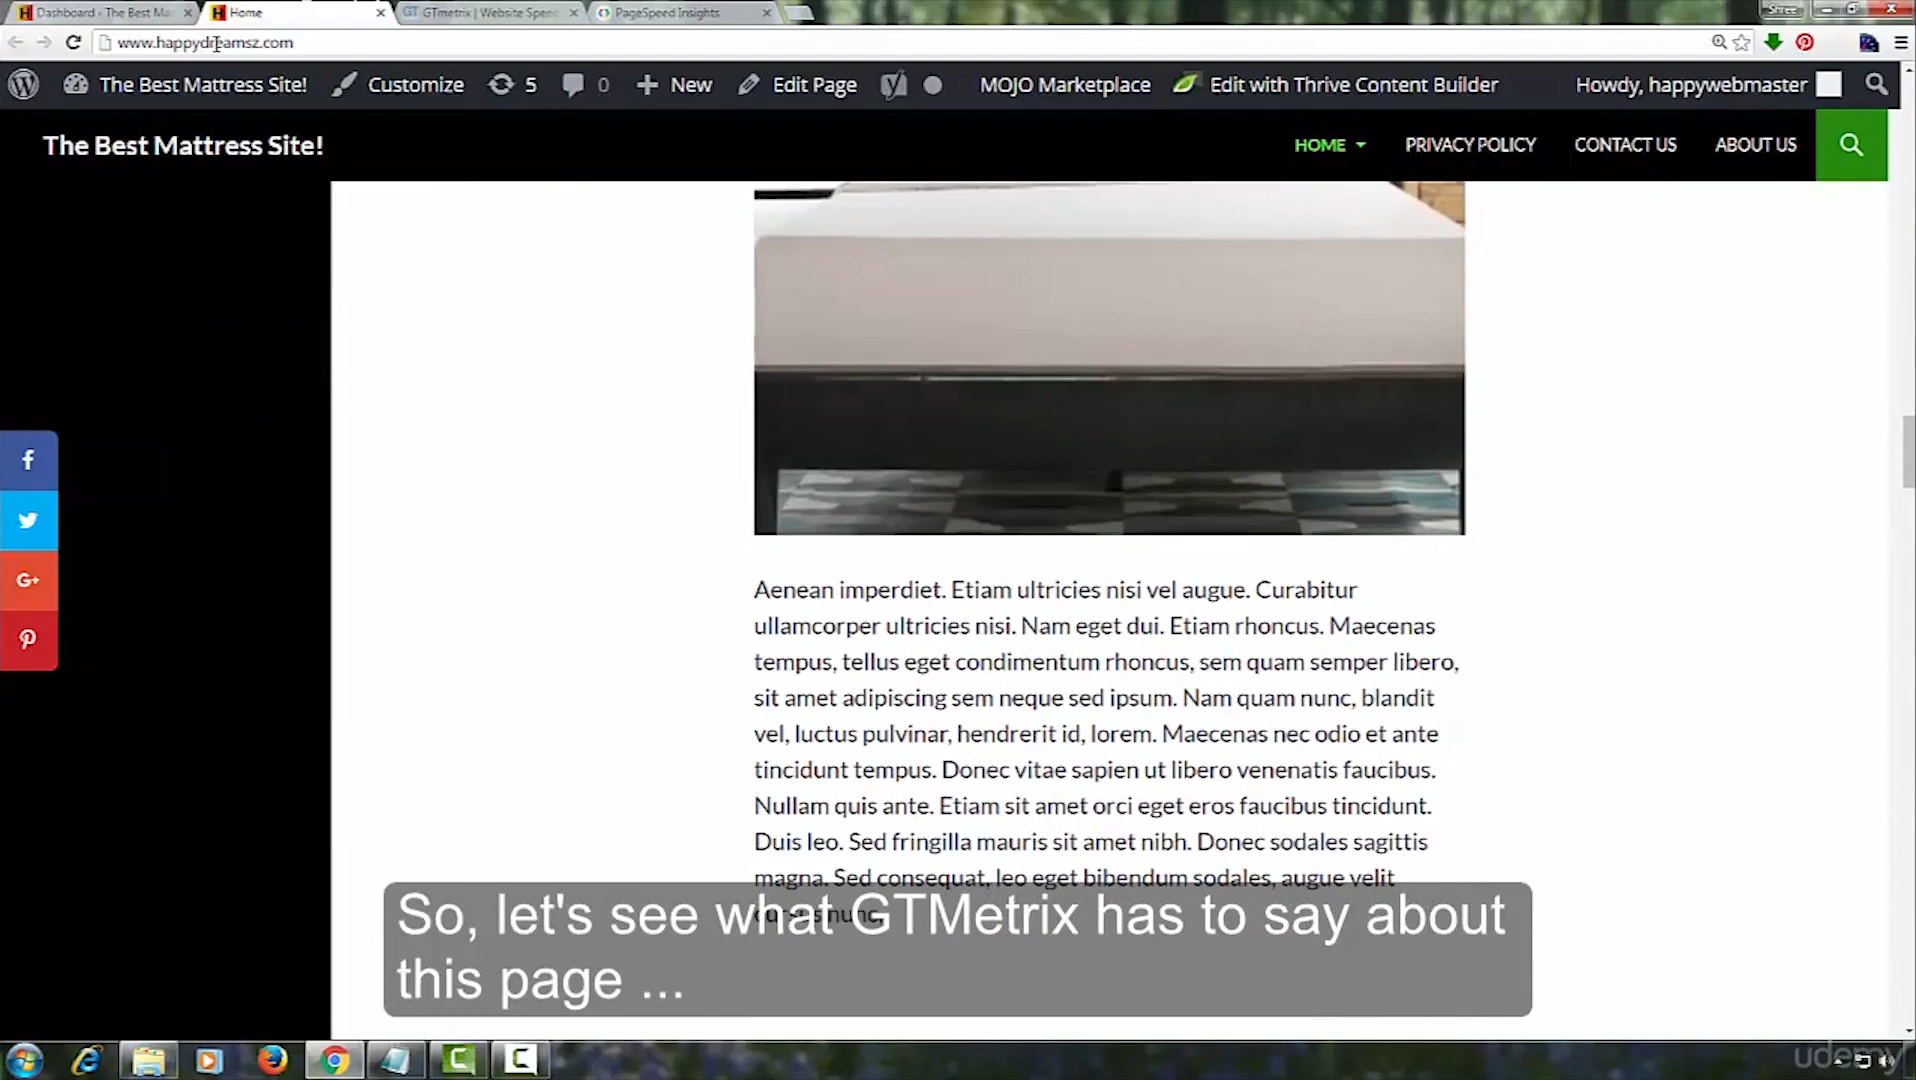 Dashboard - The Best Ma
Home
GTmetrix | Website Spee
PageSpeed Insights
Shree
www.happydreamsz.com
The Best Mattress Site!
Customize
5
0
New
Edit Page
MOJO Marketplace
Edit with Thrive Content Builder
Howdy, happywebmaster
The Best Mattress Site!
HOME
PRIVACY POLICY
CONTACT US
ABOUT US
f
G+
Aenean imperdiet. Etiam ultricies nisi vel augue. Curabitur
ullamcorper ultricies nisi. Nam eget dui. Etiam rhoncus. Maecenas
tempus, tellus eget condimentum rhoncus, sem quam semper libero,
sit amet adipiscing sem neque sed ipsum. Nam quam nunc, blandit
vel, luctus pulvinar, hendrerit id, lorem. Maecenas nec odio et ante
tincidunt tempus. Donec vitae sapien ut libero venenatis faucibus.
Nullam quis ante. Etiam sit amet orci eget eros faucibus tincidunt.
Duis leo. Sed fringilla mauris sit amet nibh. Donec sodales sagittis
magna. Sed consequat, leo eget bibendum sodales, augue velit
nunc,
So, let's see what GTMetrix has to say about
this page ...
udemy